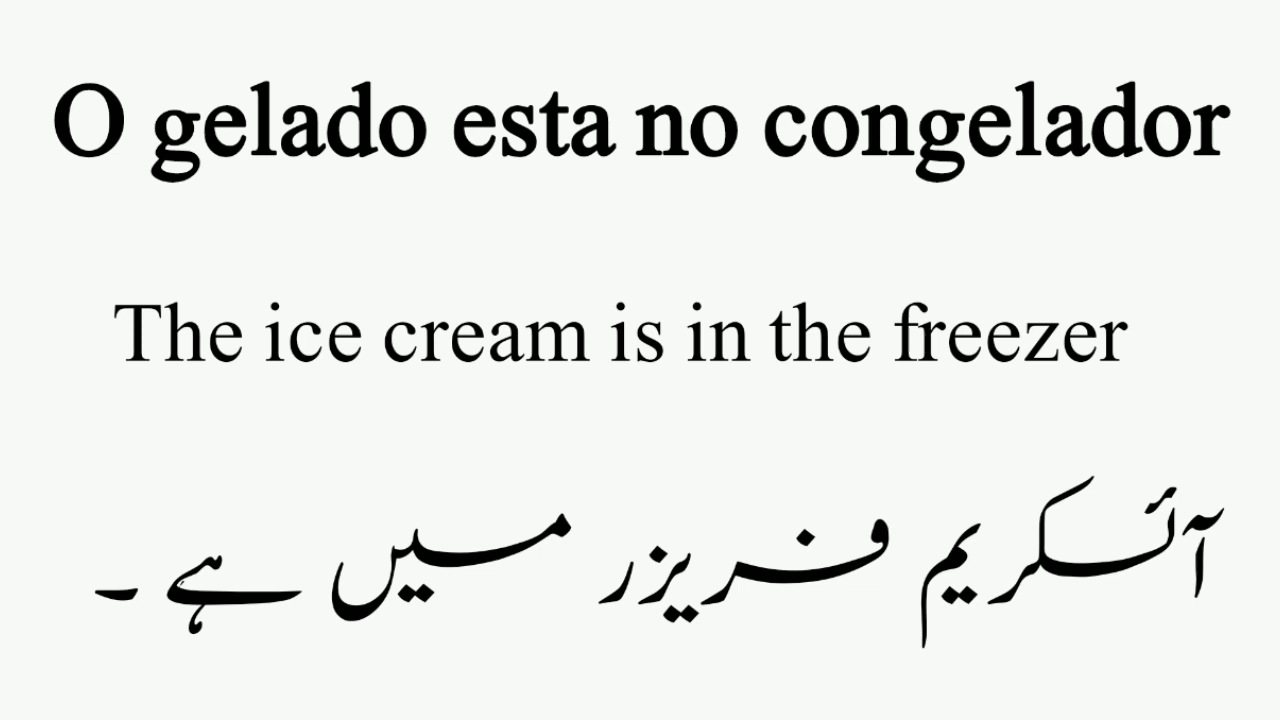 O gelado esta no congelador
The ice cream is in the freezer
آئسکریم فریزر میں ہے ۔